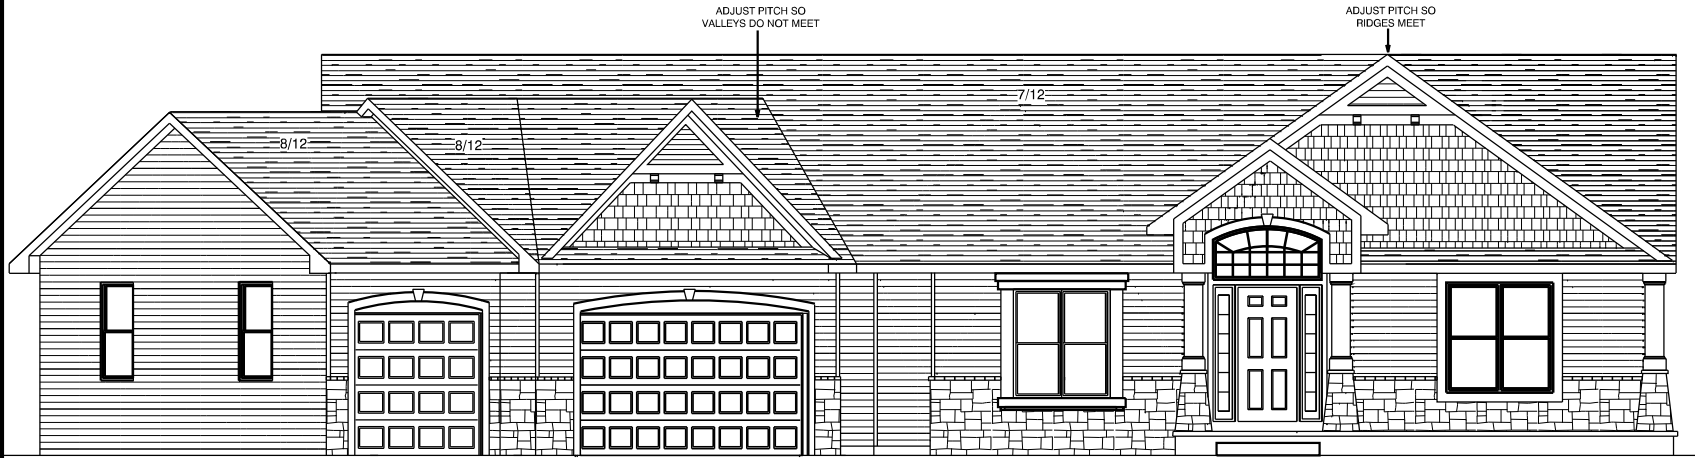 ADJUST PITCH SO
VALLEYS DO NOT MEET
ADJUST PITCH SO
RIDGES MEET
7/12
8/12
8/12